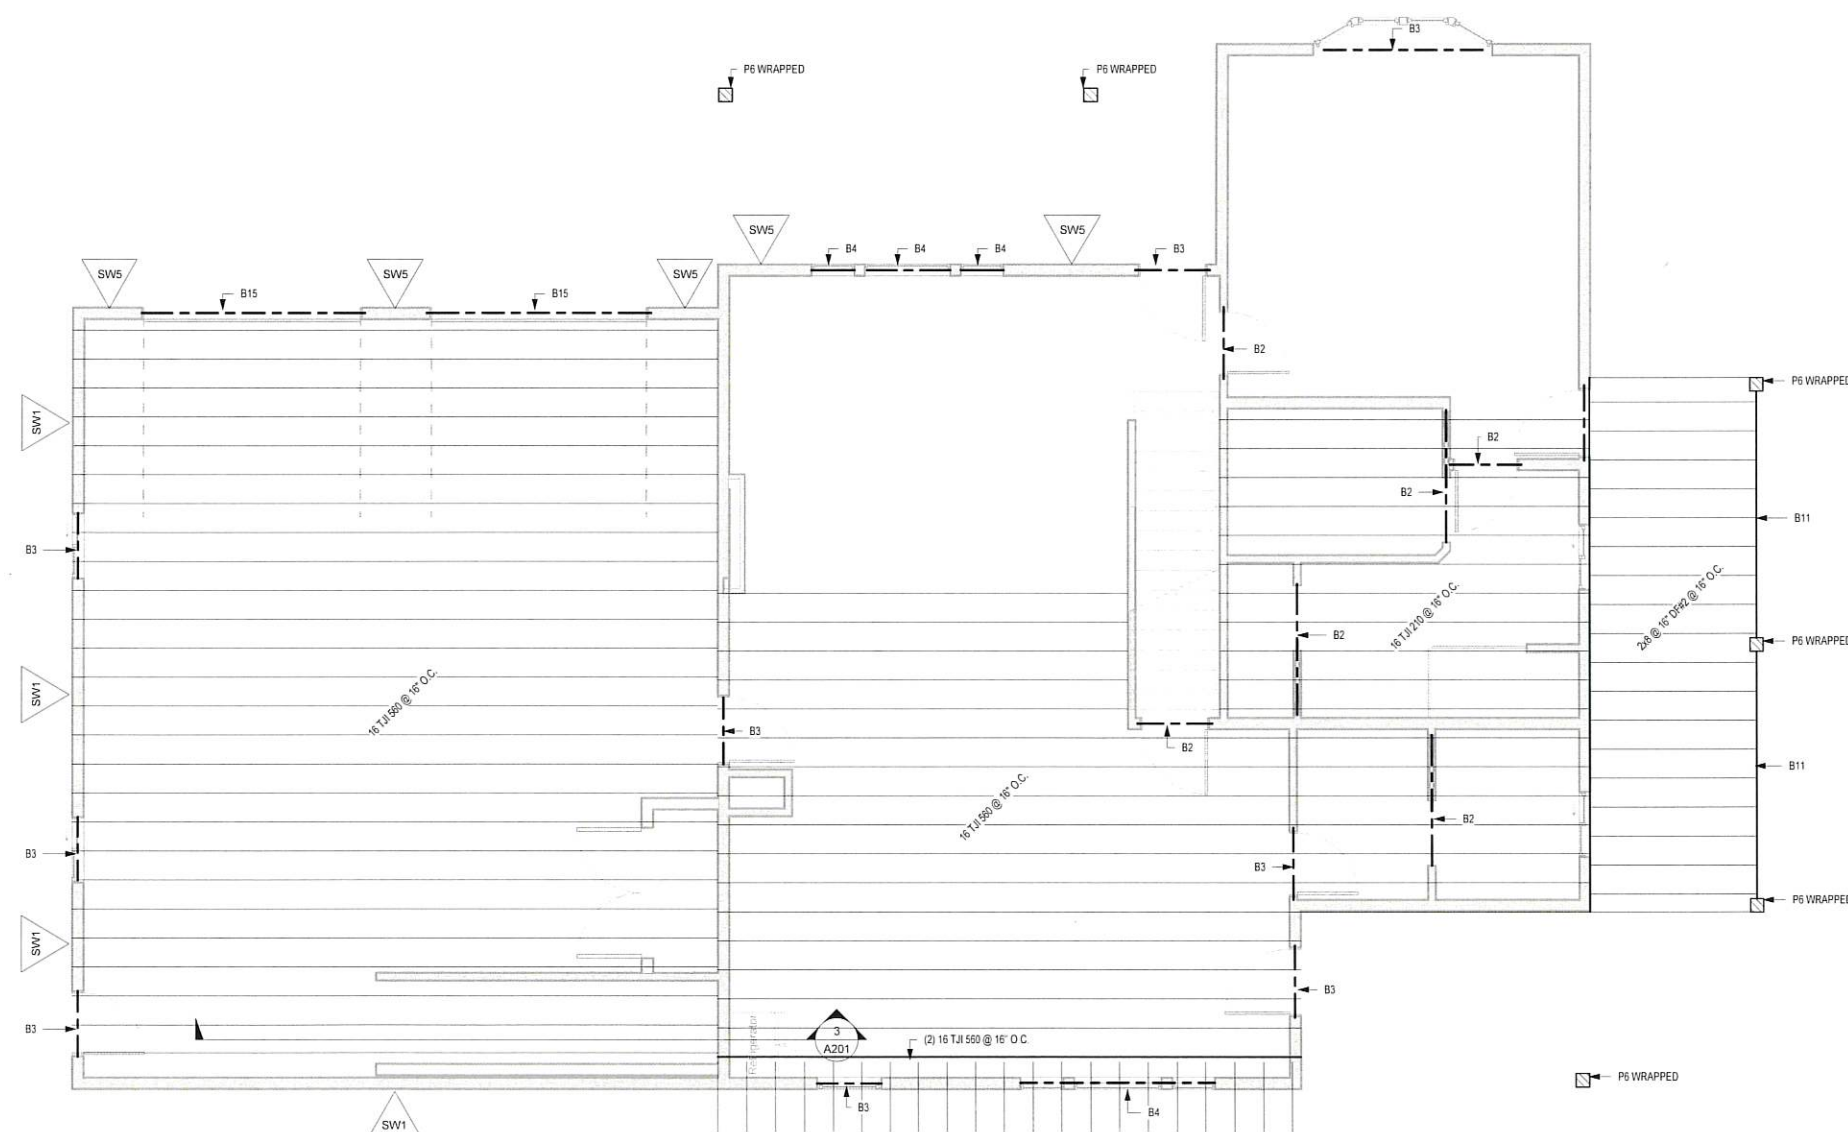 B3
P6 WRAPPED
P6 WRAPPED
SW5
SW5
B4
B4
B4
B3
SW5
SW5
SW5
B15
B15
B2
P6 WRAPPED
SW1
B2
B2
B11
B3
2x8 @ 16" DF#2 @ 16" O.C.
16 TJI 210 @ 16" O.C.
B2
P6 WRAPPED
SW1
16 TJI 560 @ 16" O.C.
B3
B2
B11
16 TJI 560 @ 16" O.C.
B2
B3
B3
P6 WRAPPED
SW1
B3
B3
Refrigerator
3
A201
(2) 16 TJI 560 @ 16" O.C.
P6 WRAPPED
B3
B4
SW1